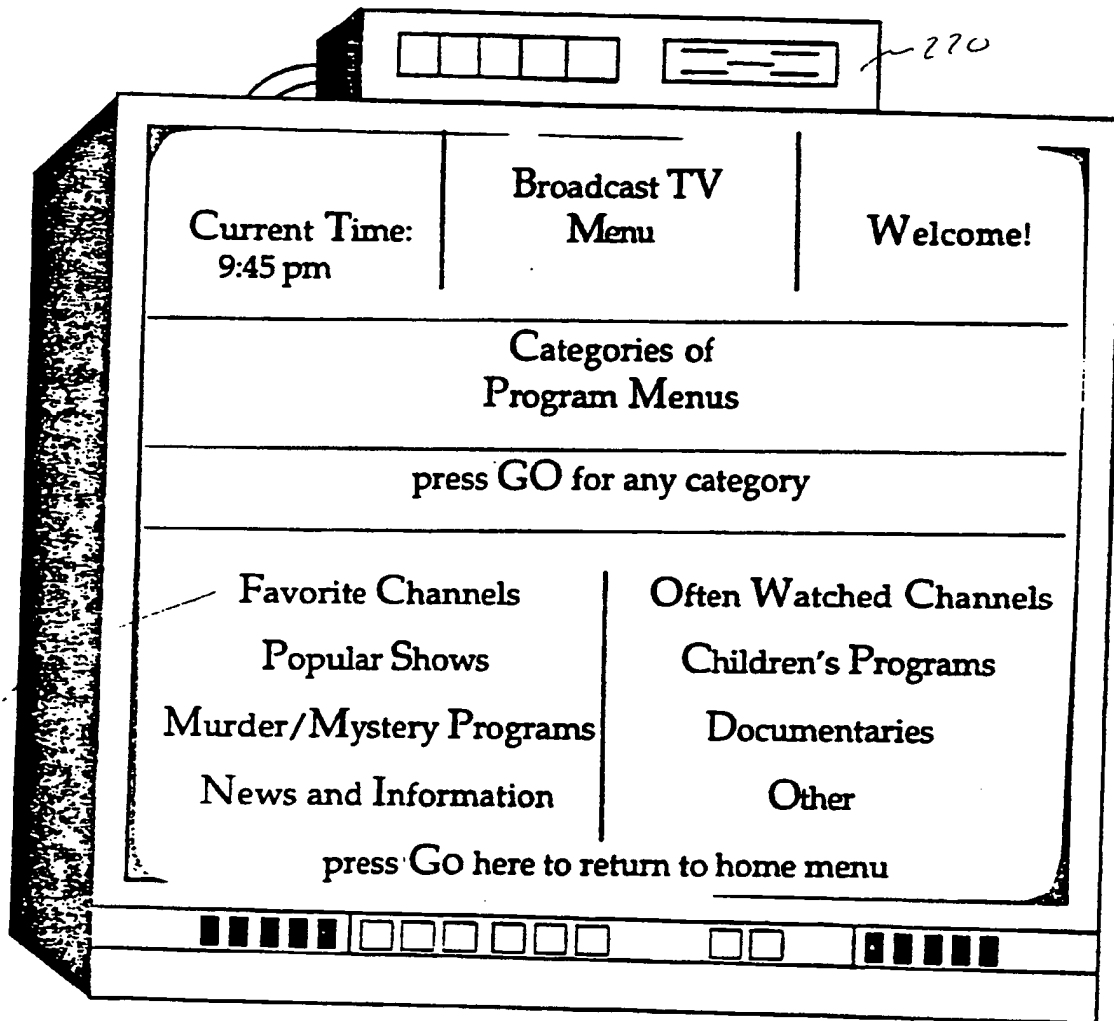 220
Current Time:
9:45 pm
Broadcast TV
Menu
Welcome!
Categories of
Program Menus
press GO for any category
Favorite Channels
Popular Shows
Murder/Mystery Programs
News and Information
Often Watched Channels
Children's Programs
Documentaries
Other
press Go here to return to home menu